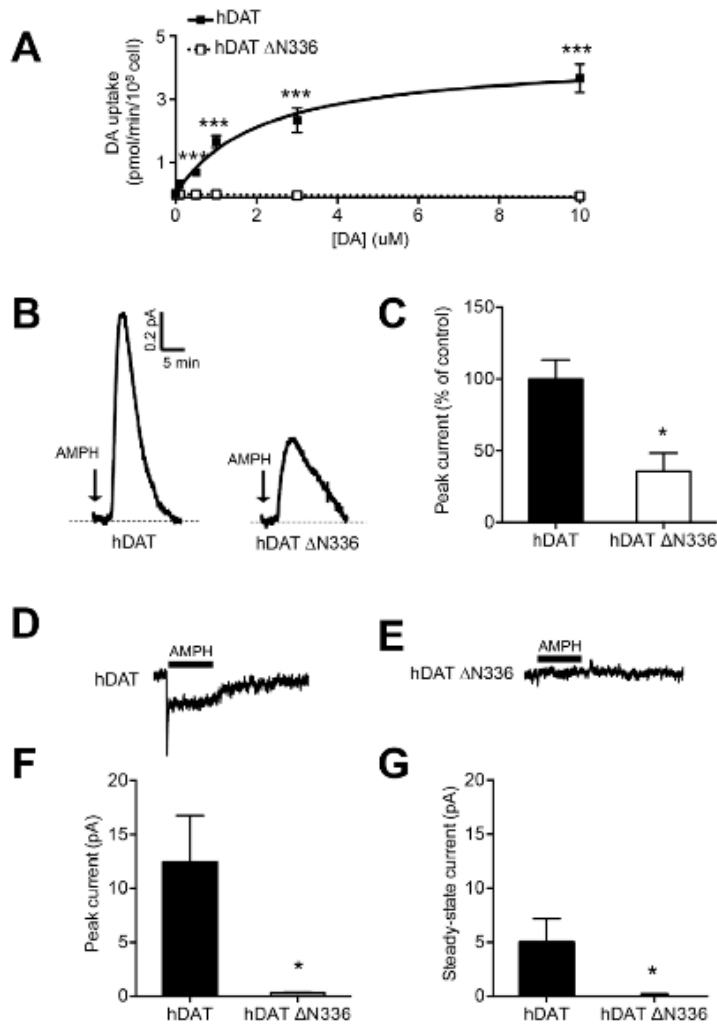 A
hDAT
hDAT ΔN336
DA uptake
(pmol/min/10⁸ cell)
5
3
1
***
***
***
***
0 2 4 6 8 10
[DA] (uM)
B
0.2 pA
5 min
AMPH
AMPH
hDAT
hDAT ΔN336
C
Peak current (% of control)
150
100
50
0
*
hDAT
hDAT ΔN336
D
AMPH
hDAT
E
AMPH
hDAT ΔN336
F
Peak current (pA)
20
15
10
5
0
*
hDAT
hDAT ΔN336
G
Steady-state current (pA)
20
15
10
5
0
*
hDAT
hDAT ΔN336